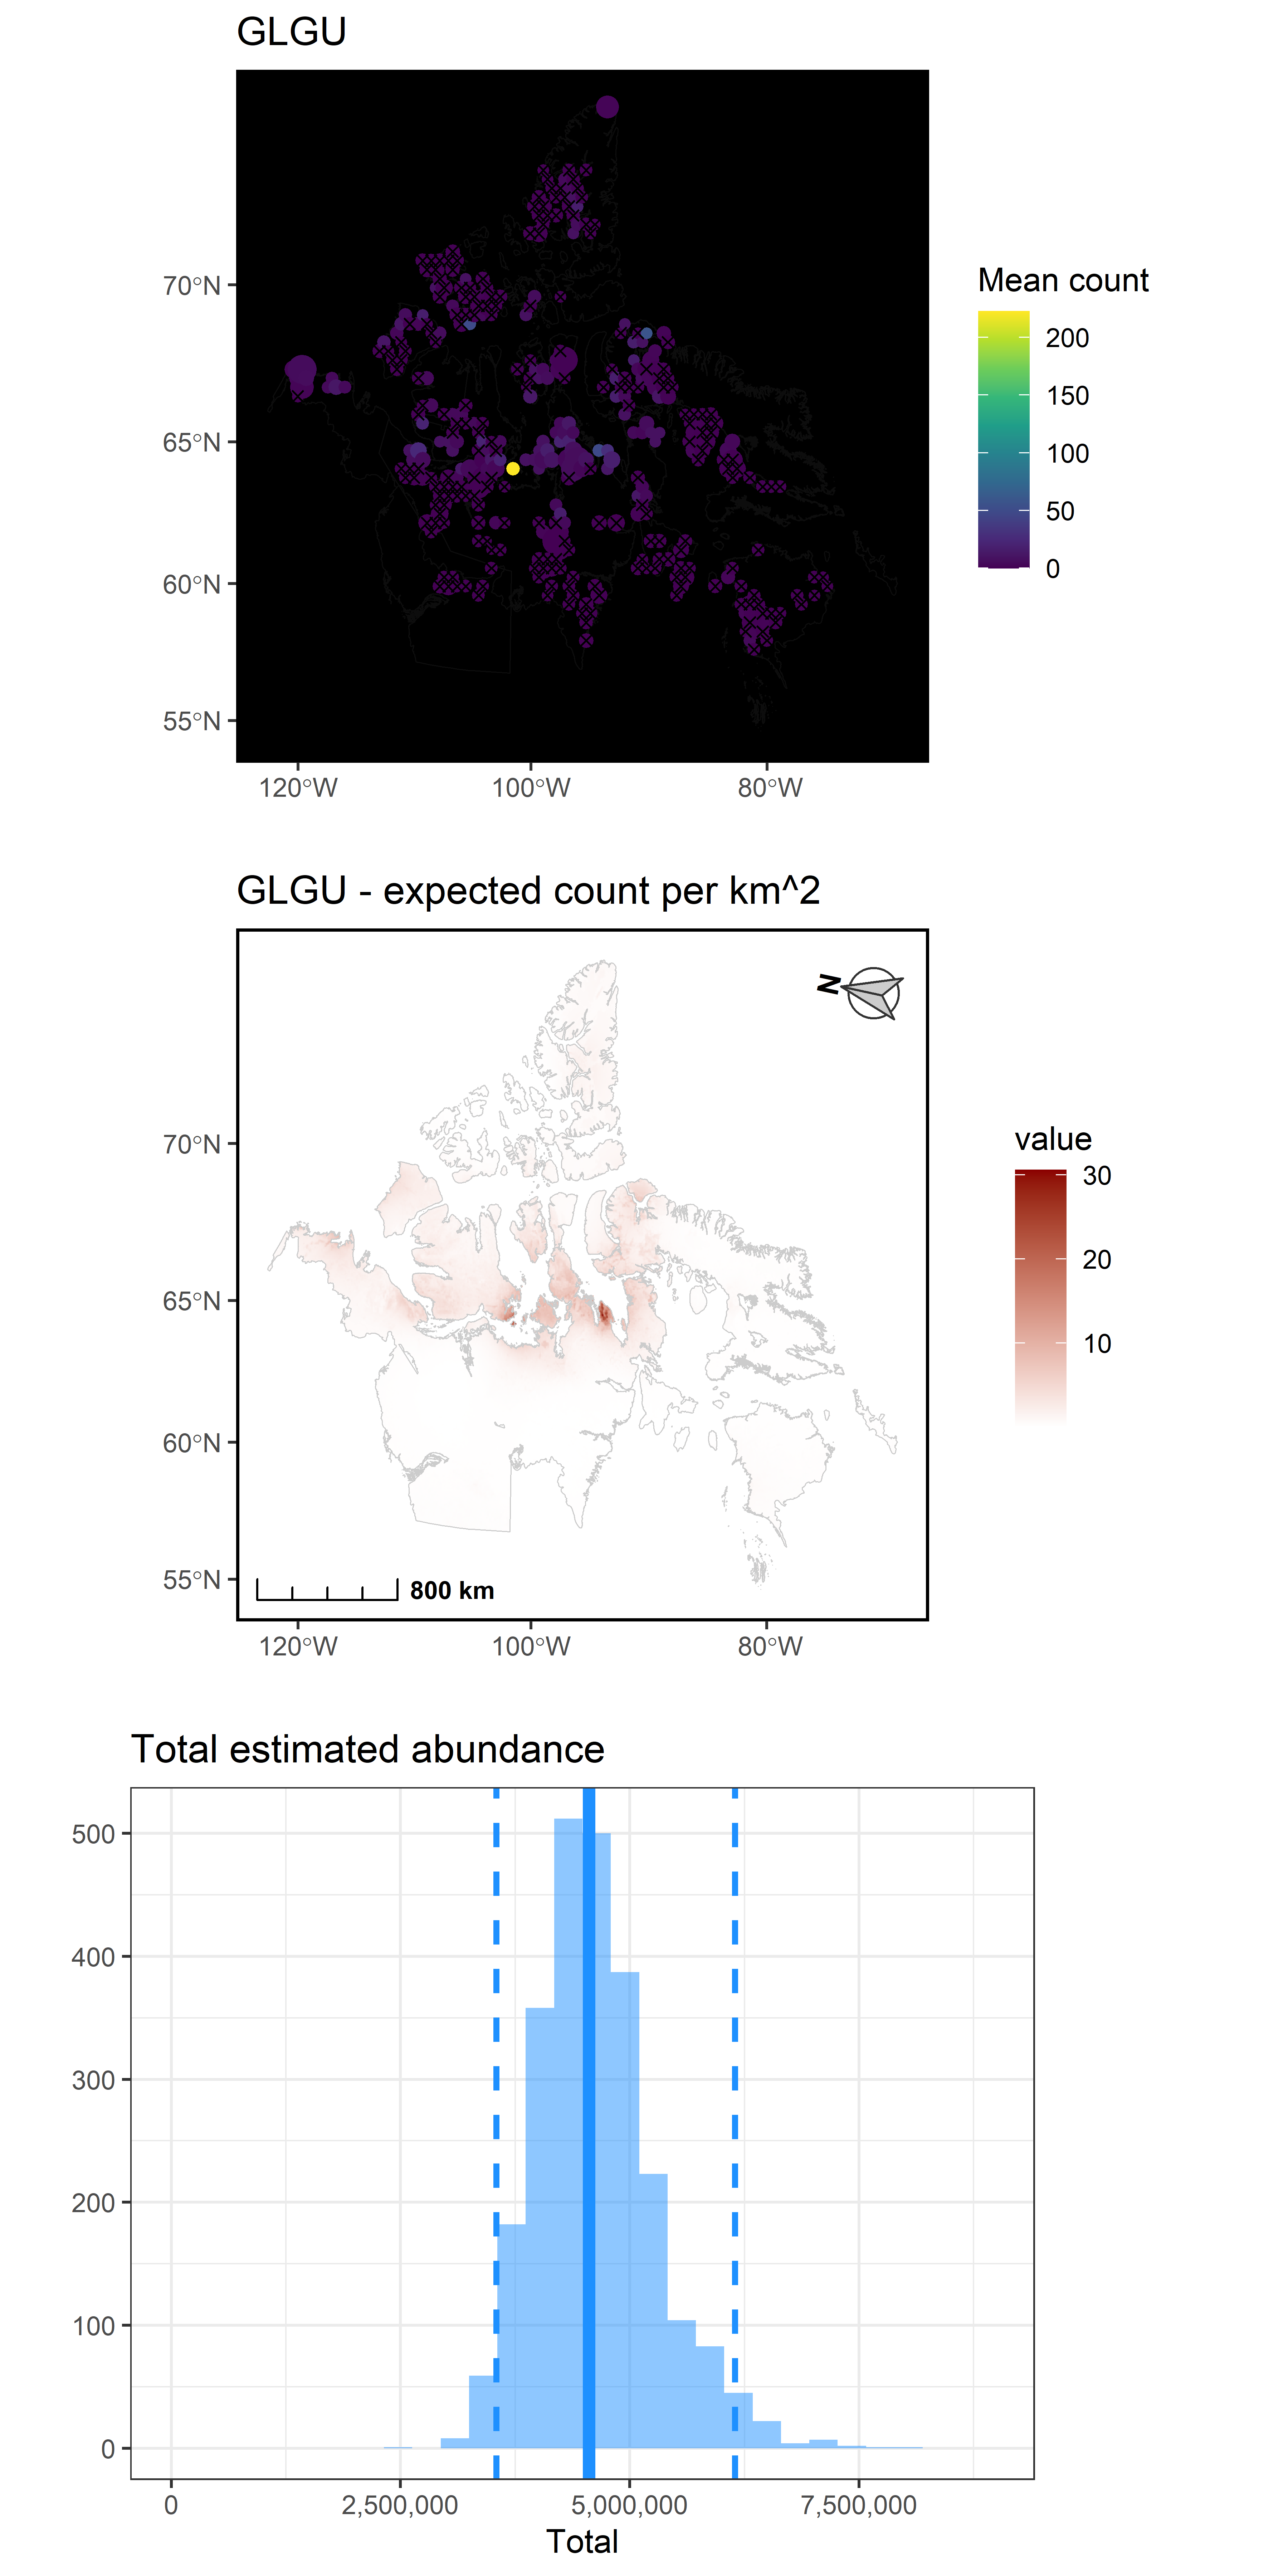 GLGU
70°N
65°N
60°N
55°N
120°W 100°W 80°W
Mean count
200
150
100
50
0
GLGU - expected count per km^2
N
70°N
65°N
60°N
55°N
800 km
120°W 100°W 80°W
value
30
20
10
Total estimated abundance
500
400
300
200
100
0
0 2,500,000 5,000,000 7,500,000
Total